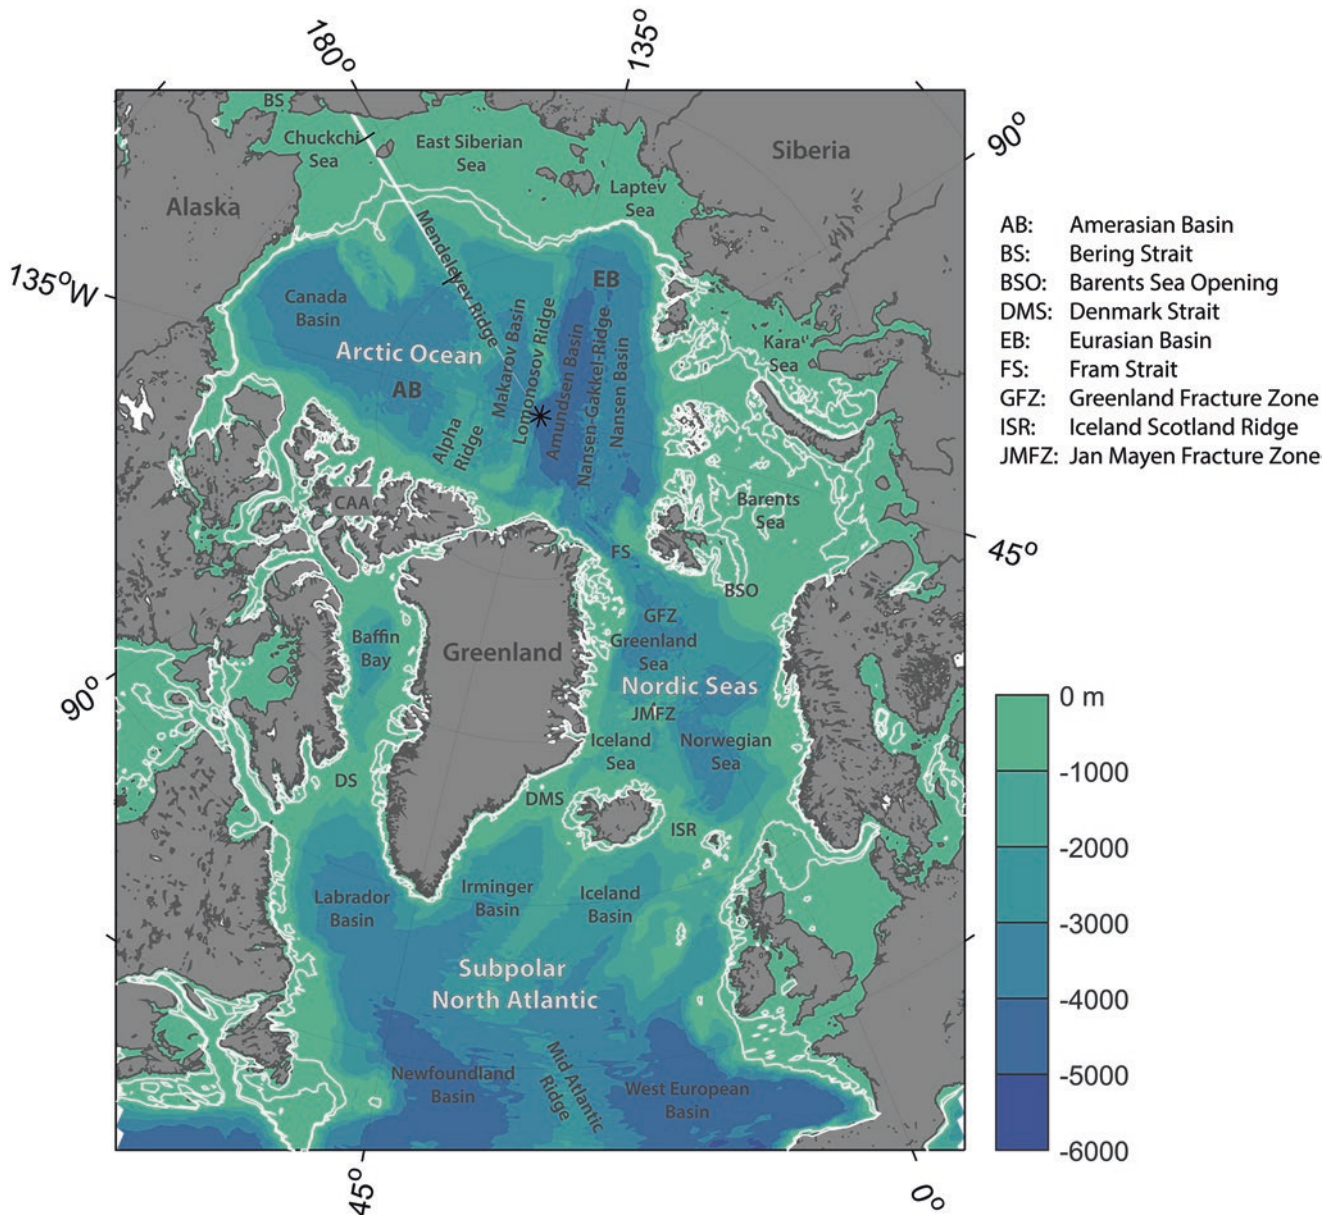 180°
135°
90°
BS
Chuckchi
Sea
East Siberian
Sea
Siberia
Laptev
Sea
Alaska
135°W
Mendeleyev Ridge
EB
Canada
Basin
Arctic Ocean
AB
Makarov Basin
Lomonosov Ridge
Amundsen Basin
Nansen-Gakkel-Ridge
Nansen Basin
Kara
Sea
Alpha
Ridge
CAA
Barents
Sea
45°
FS
BSO
GFZ
Greenland
Sea
Baffin
Bay
Greenland
Nordic Seas
90°
JMFZ
Iceland
Sea
Norwegian
Sea
DS
DMS
ISR
Labrador
Basin
Irminger
Basin
Iceland
Basin
Subpolar
North Atlantic
Newfoundland
Basin
Mid Atlantic
Ridge
West European
Basin
45°
0°
AB: Amerasian Basin
BS: Bering Strait
BSO: Barents Sea Opening
DMS: Denmark Strait
EB: Eurasian Basin
FS: Fram Strait
GFZ: Greenland Fracture Zone
ISR: Iceland Scotland Ridge
JMFZ: Jan Mayen Fracture Zone
0 m
-1000
-2000
-3000
-4000
-5000
-6000